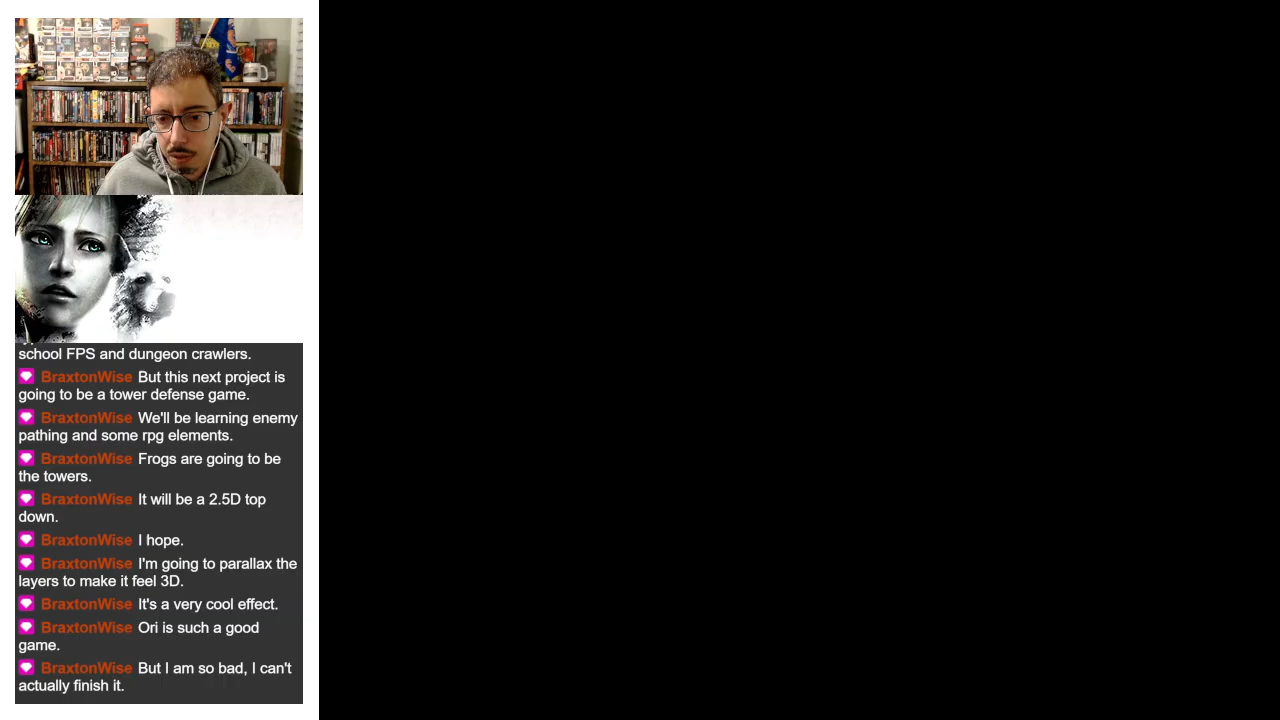 school FPS and dungeon crawlers.
BraxtonWise But this next project is
going to be a tower defense game.
BraxtonWise We'll be learning enemy
pathing and some rpg elements.
BraxtonWise Frogs are going to be
the towers.
BraxtonWise It will be a 2.5D top
down.
BraxtonWise I hope.
BraxtonWise I'm going to parallax the
layers to make it feel 3D.
BraxtonWise It's a very cool effect.
BraxtonWise Ori is such a good
game.
BraxtonWise But I am so bad, I can't
actually finish it.